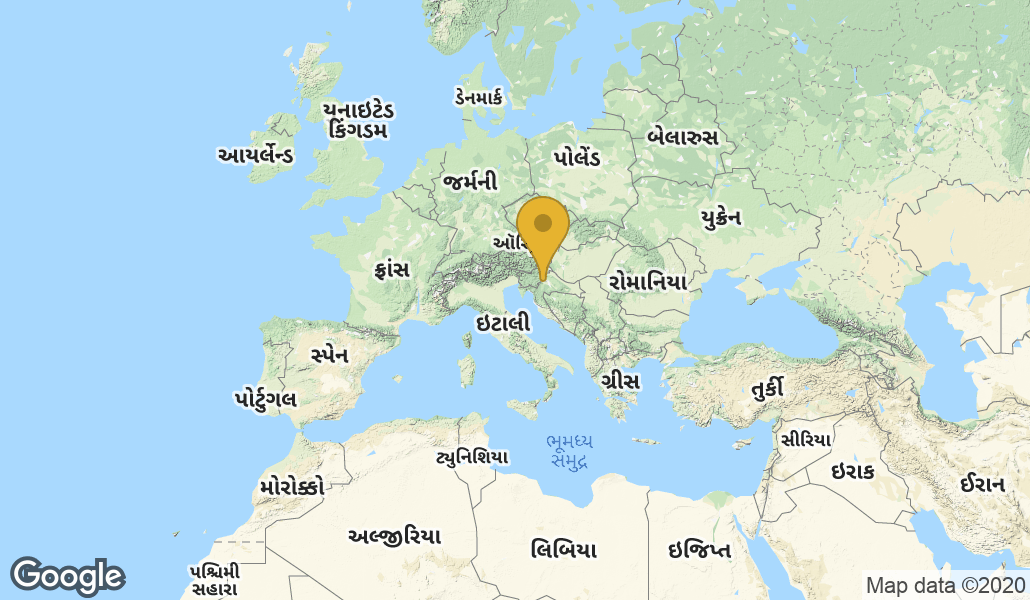 ડેનમાર્ક
યનાઇટેડ
કિંગડમ
આયર્લેન્ડ
બેલારુસ
પોલેંડ
જર્મની
યુક્રેન
ફ્રાંસ
રોમાનિયા
ઇટાલી
સ્પેન
ગ્રીસ
તુર્કી
પોર્ટુગલ
ભૂમધ્ય
સમુદ્ર
સીરિયા
ટ્યુનિશિયા
ઇરાક
મોરોક્કો
ઈરાન
અલ્જીરિયા
લિબિયા
ઇજિપ્ત
પશ્ચિમી
સહારા
Google
Map data ©2020